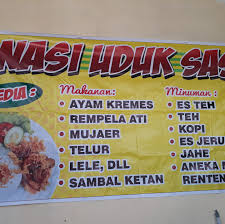 NASI UDUK SAS
EDIA :
Makanan:
• AYAM KREMES
• REMPELA ATI
• MUJAER
• TELUR
• LELE, DLL
• SAMBAL KETAN
Minuman:
• ES TEH
• TEH
• KOPI
• ES JERU
• JAHE
• ANEKA M
RENTEN